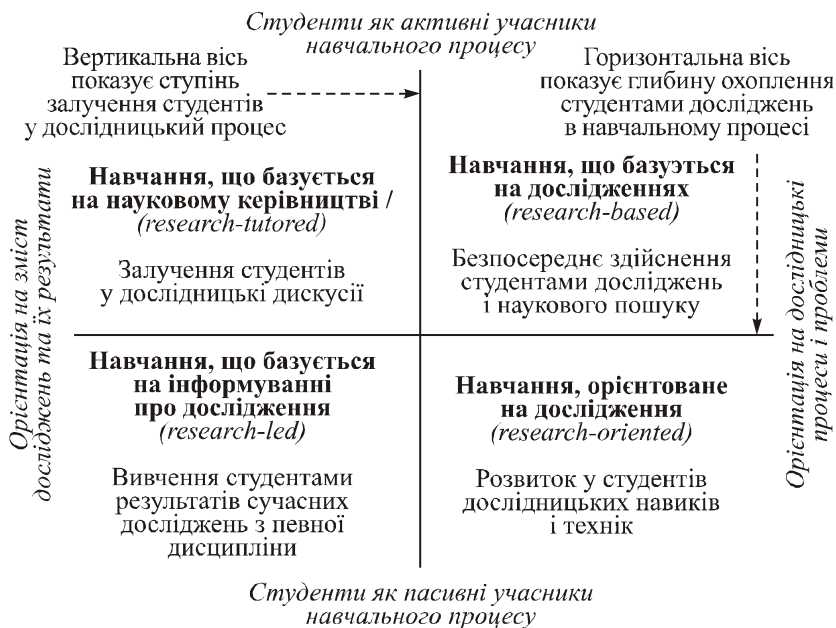 Студенти як активні учасники
навчального процесу
Вертикальна вісь
показує ступінь
залучення студентів
у дослідницький процес
Горизонтальна вісь
показує глибину охоплення
студентами досліджень
в навчальному процесі
Орієнтація на зміст
досліджень та їх результати
Навчання, що базується
на науковому керівництві /
(research-tutored)
Залучення студентів
у дослідницькі дискусії
Навчання, що базуэться
на дослідженнях
(research-based)
Безпосереднє здійснення
студентами досліджень
і наукового пошуку
Орієнтація на дослідницькі
процеси і проблеми
Навчання, що базується
на інформуванні
про дослідження
(research-led)
Вивчення студентами
результатів сучасних
досліджень з певної
дисципліни
Навчання, орієнтоване
на дослідження
(research-oriented)
Розвиток у студентів
дослідницьких навиків
і технік
Студенти як пасивні учасники
навчального процесу